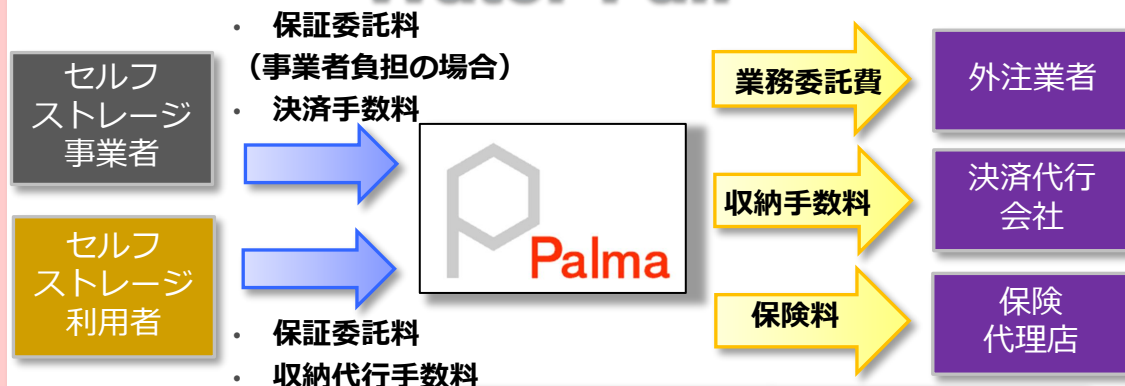 ・ 保証委託料
（事業者負担の場合）
・ 決済手数料
セルフ
ストレージ
事業者
セルフ
ストレージ
利用者
・ 保証委託料
・ 収納代行手数料
Palma
業務委託費
収納手数料
保険料
外注業者
決済代行
会社
保険
代理店